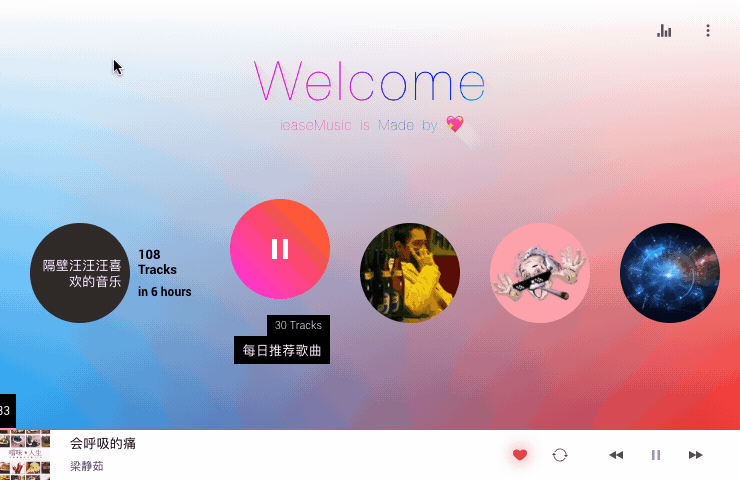 Welcome
ieaseMusic is Made by
隔壁汪汪汪喜
欢的音乐
108
Tracks
in 6 hours
30 Tracks
每日推荐歌曲
33
会呼吸的痛
梁静茹